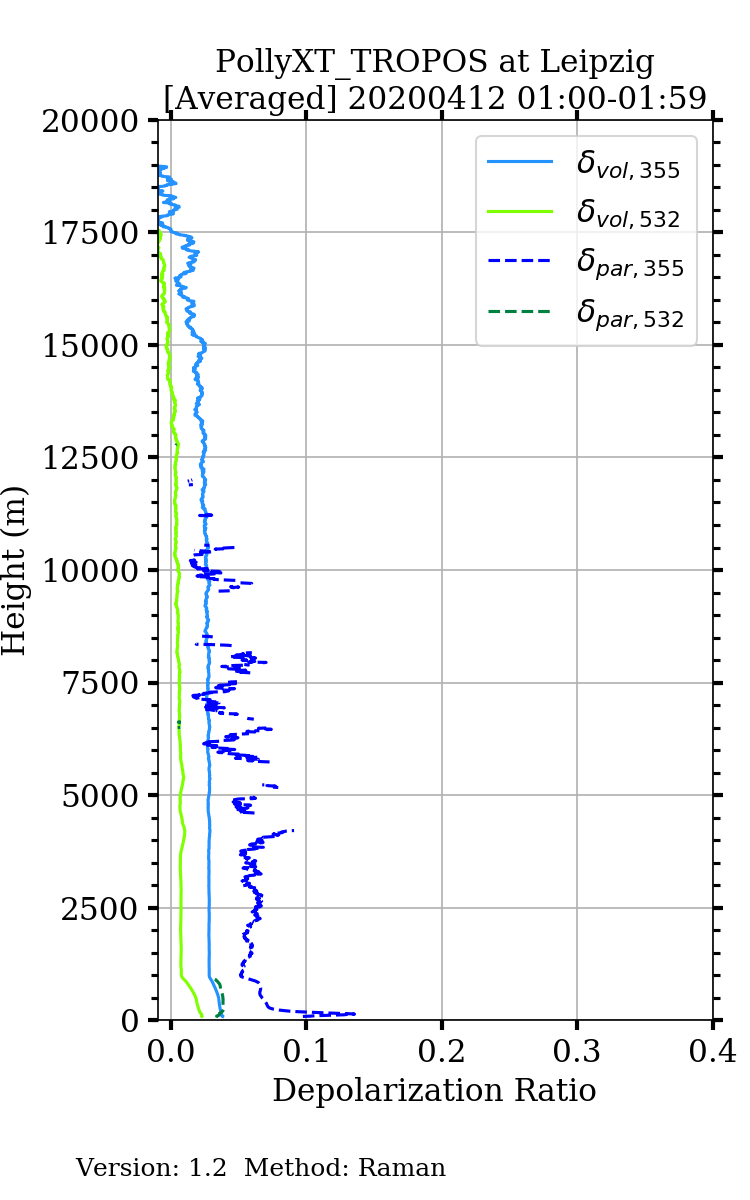 PollyXT_TROPOS at Leipzig
[Averaged] 20200412 01:00-01:59
20000
17500
15000
12500
10000
7500
5000
2500
0
Height (m)
δvol, 355
δvol, 532
δpar, 355
δpar, 532
0.0 0.1 0.2 0.3 0.4
Depolarization Ratio
Version: 1.2 Method: Raman